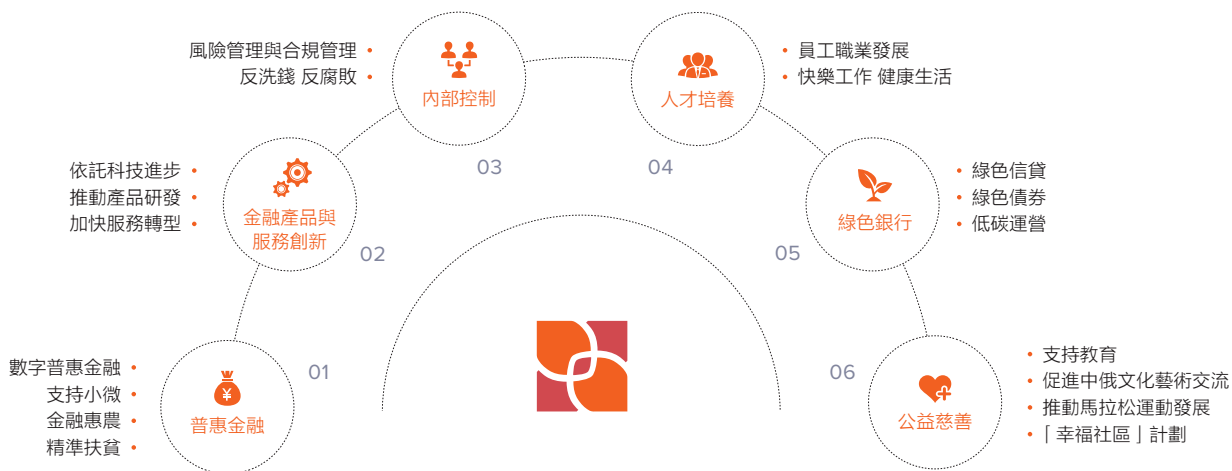 01
普惠金融
數字普惠金融 •
支持小微 •
金融惠農 •
精準扶貧 •
02
金融產品與
服務創新
依託科技進步 •
推動產品研發 •
加快服務轉型 •
03
內部控制
風險管理與合規管理 •
反洗錢 反腐敗 •
04
人才培養
• 員工職業發展
• 快樂工作 健康生活
05
綠色銀行
• 綠色信貸
• 綠色債券
• 低碳運營
06
公益慈善
• 支持教育
• 促進中俄文化藝術交流
• 推動馬拉松運動發展
•「幸福社區」計劃